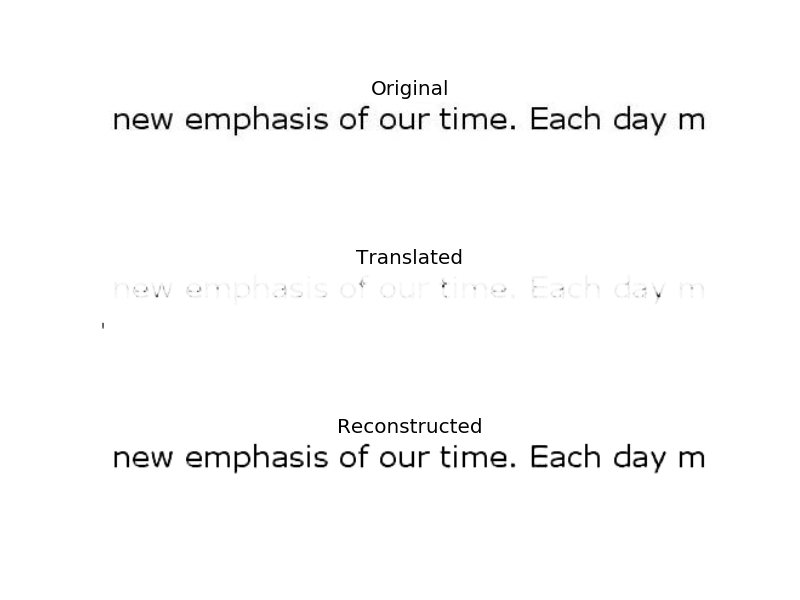 Original
new emphasis of our time. Each day m
Translated
new emphasis of our time. Each day m
Reconstructed
new emphasis of our time. Each day m